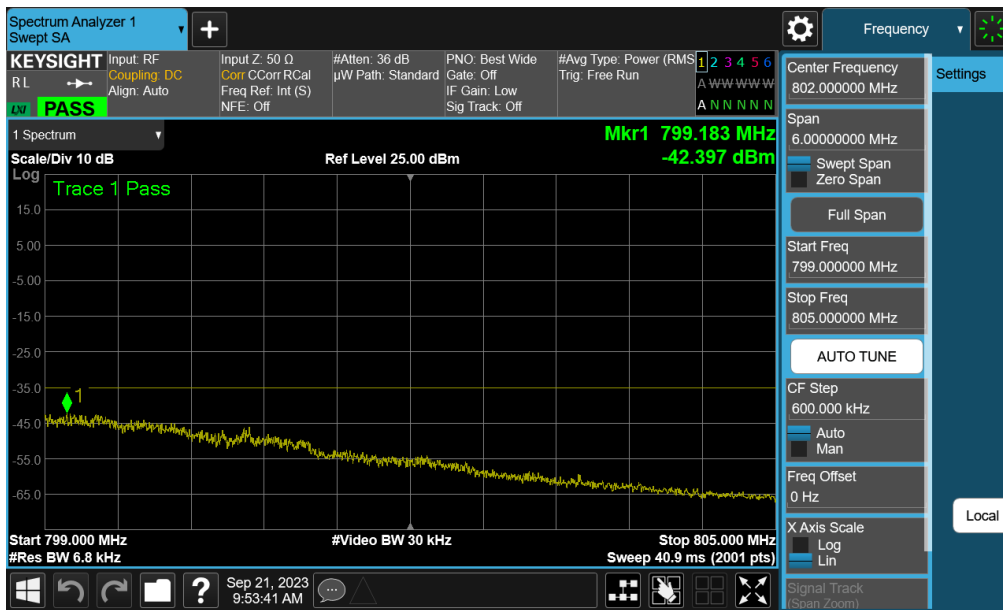 Spectrum Analyzer 1
Swept SA
+
Frequency
KEYSIGHT
RL
LXI PASS
Input: RF
Coupling: DC
Align: Auto
Input Z: 50 Ω
Corr CCorr RCal
Freq Ref: Int (S)
NFE: Off
#Atten: 36 dB
µW Path: Standard
PNO: Best Wide
Gate: Off
IF Gain: Low
Sig Track: Off
#Avg Type: Power (RMS
Trig: Free Run
1 2 3 4 5 6
A W W W W W
A N N N N N
1 Spectrum
Scale/Div 10 dB
Ref Level 25.00 dBm
Mkr1 799.183 MHz
-42.397 dBm
Log
Trace 1 Pass
15.0
5.00
-5.00
-15.0
-25.0
-35.0
1
-45.0
-55.0
-65.0
Start 799.000 MHz
#Video BW 30 kHz
Stop 805.000 MHz
#Res BW 6.8 kHz
Sweep 40.9 ms (2001 pts)
?
Sep 21, 2023
9:53:41 AM
Center Frequency
802.000000 MHz
Span
6.00000000 MHz
Swept Span
Zero Span
Full Span
Start Freq
799.000000 MHz
Stop Freq
805.000000 MHz
AUTO TUNE
CF Step
600.000 kHz
Auto
Man
Freq Offset
0 Hz
X Axis Scale
Log
Lin
Signal Track
(Span Zoom)
Settings
Local